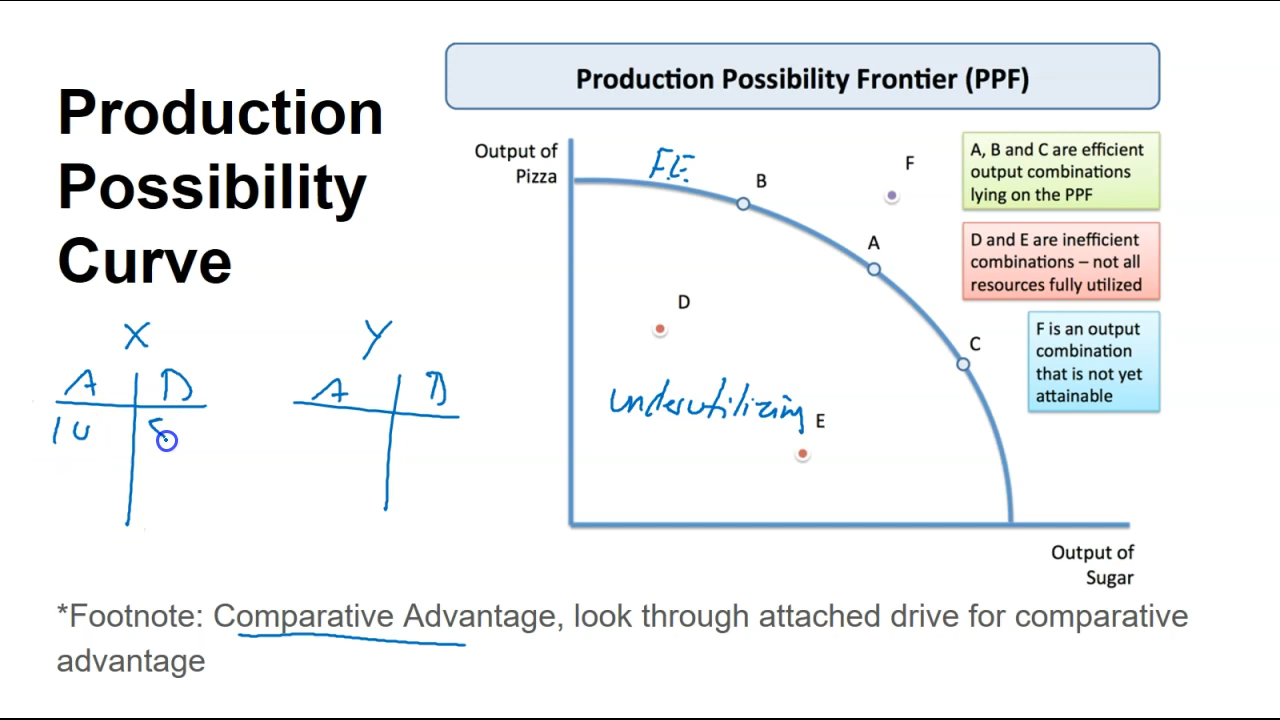 Production
Possibility
Curve
Production Possibility Frontier (PPF)
Output of
Pizza
F.E.
B
F
A
D
C
E
underutilizing
A, B and C are efficient
output combinations
lying on the PPF
D and E are inefficient
combinations – not all
resources fully utilized
F is an output
combination
that is not yet
attainable
Output of
Sugar
X
A D
10
Y
A D
*Footnote: Comparative Advantage, look through attached drive for comparative
advantage